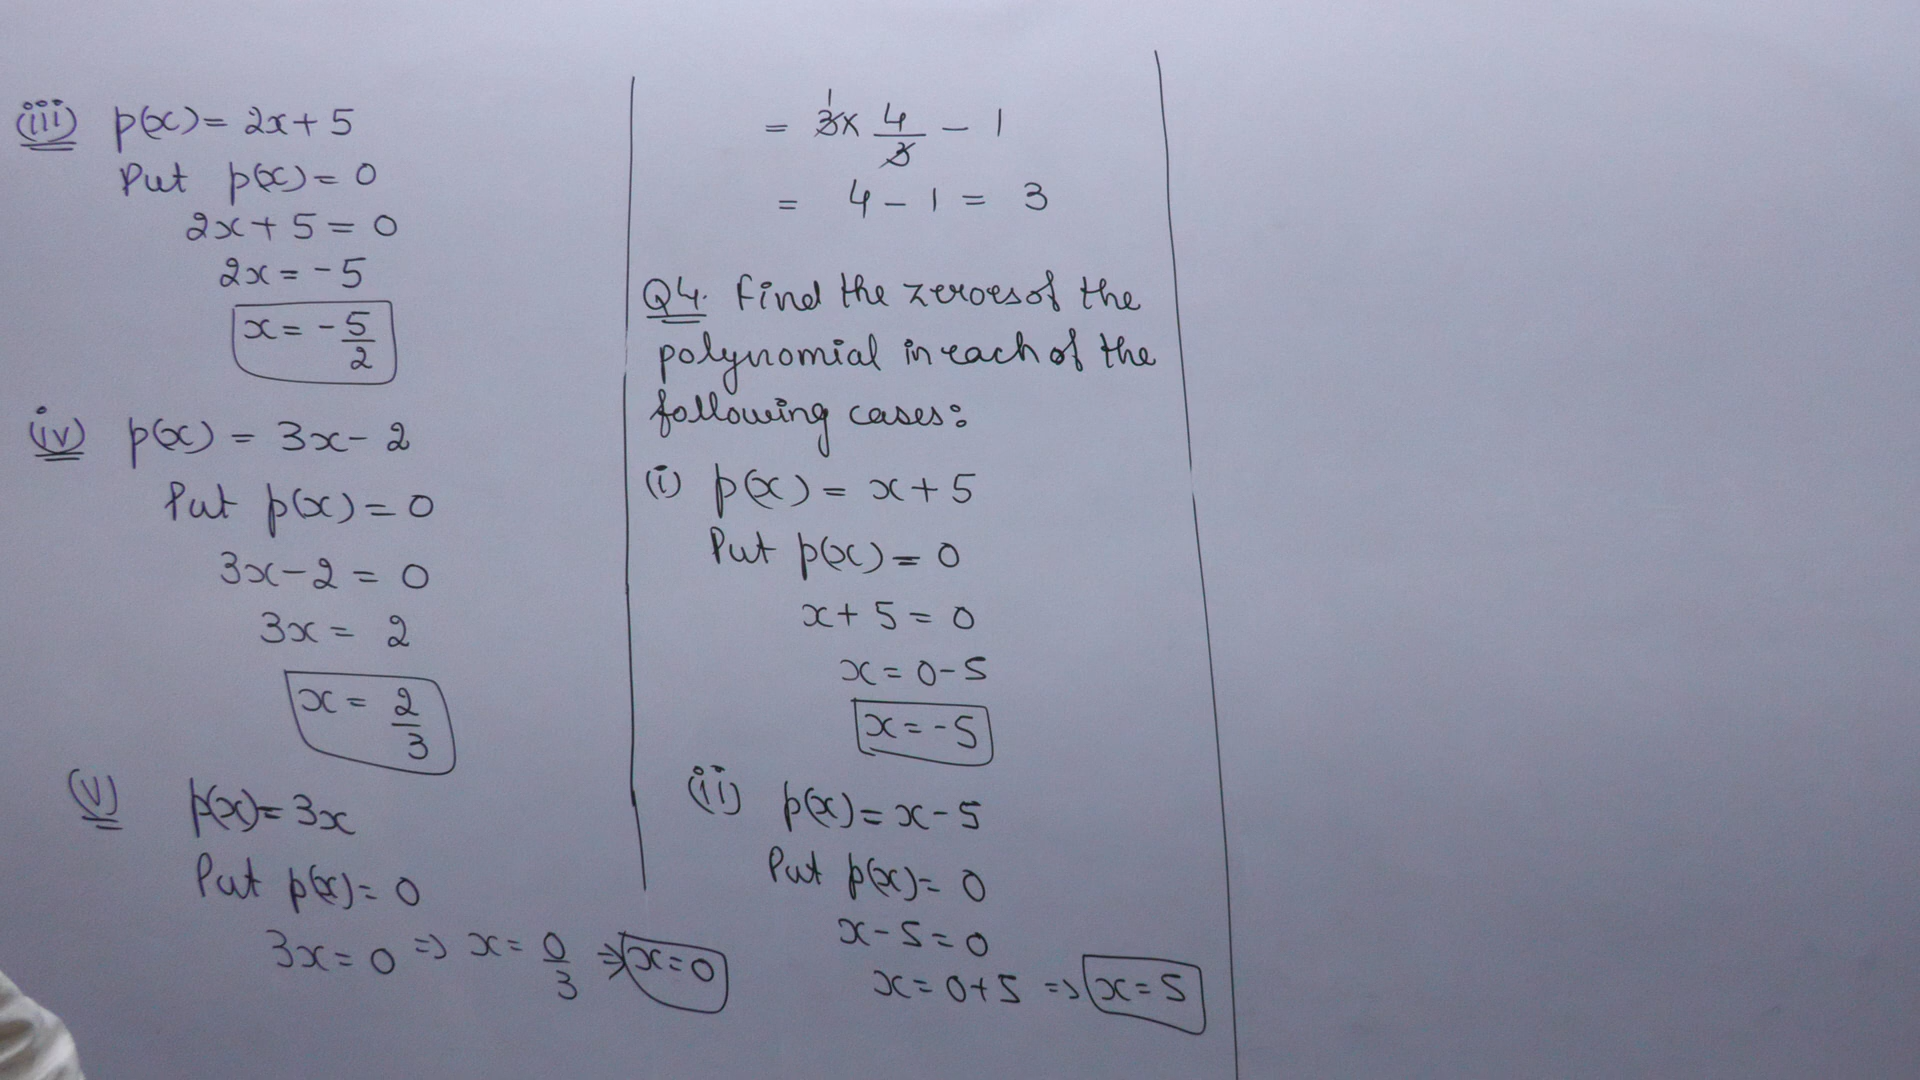 (iii) p(x) = 2x + 5
Put p(x) = 0
2x + 5 = 0
2x = - 5
x = - 5/2
(iv) p(x) = 3x - 2
Put p(x) = 0
3x - 2 = 0
3x = 2
x = 2/3
(v) p(x) = 3x
Put p(x) = 0
3x = 0 => x = 0/3 => x = 0
1
= 3 x 4/3 - 1
= 4 - 1 = 3
Q4. Find the zeroes of the
polynomial in each of the
following cases:
(i) p(x) = x + 5
Put p(x) = 0
x + 5 = 0
x = 0 - 5
x = - 5
(ii) p(x) = x - 5
Put p(x) = 0
x - 5 = 0
x = 0 + 5 => x = 5